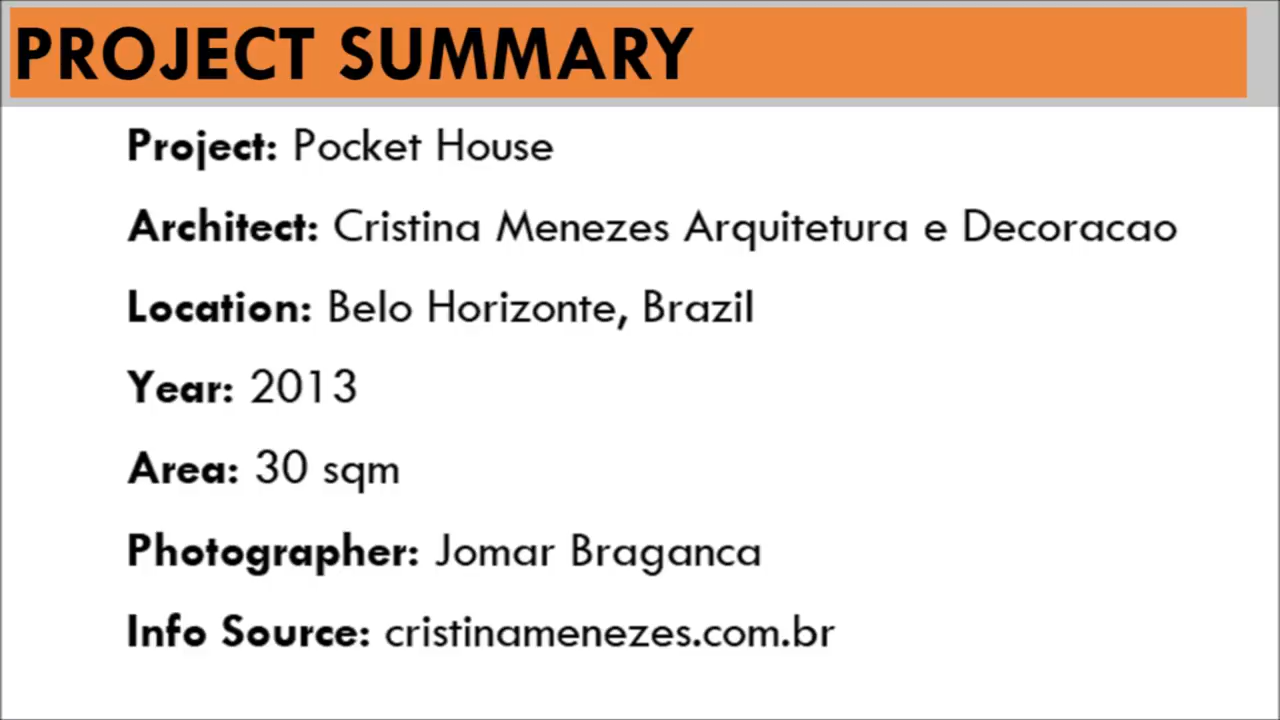 PROJECT SUMMARY
Project: Pocket House
Architect: Cristina Menezes Arquitetura e Decoracao
Location: Belo Horizonte, Brazil
Year: 2013
Area: 30 sqm
Photographer: Jomar Braganca
Info Source: cristinamenezes.com.br